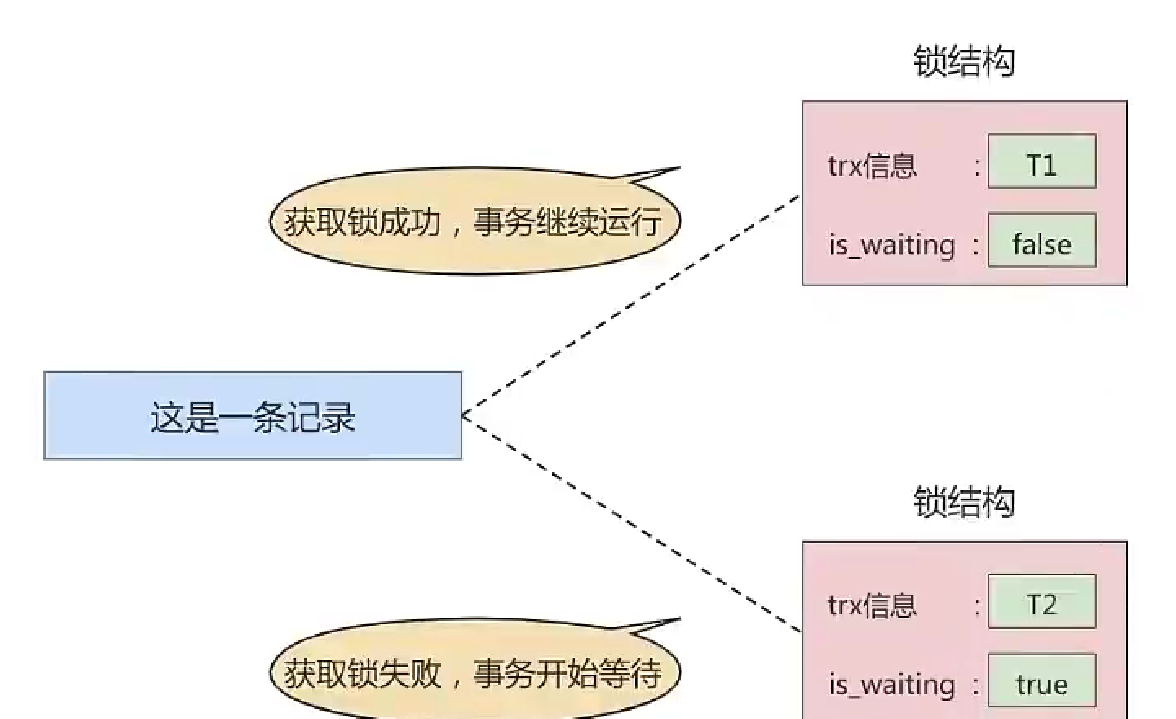 锁结构
trx信息 : T1
获取锁成功，事务继续运行
is_waiting : false
这是一条记录
锁结构
trx信息 : T2
获取锁失败，事务开始等待
is_waiting : true